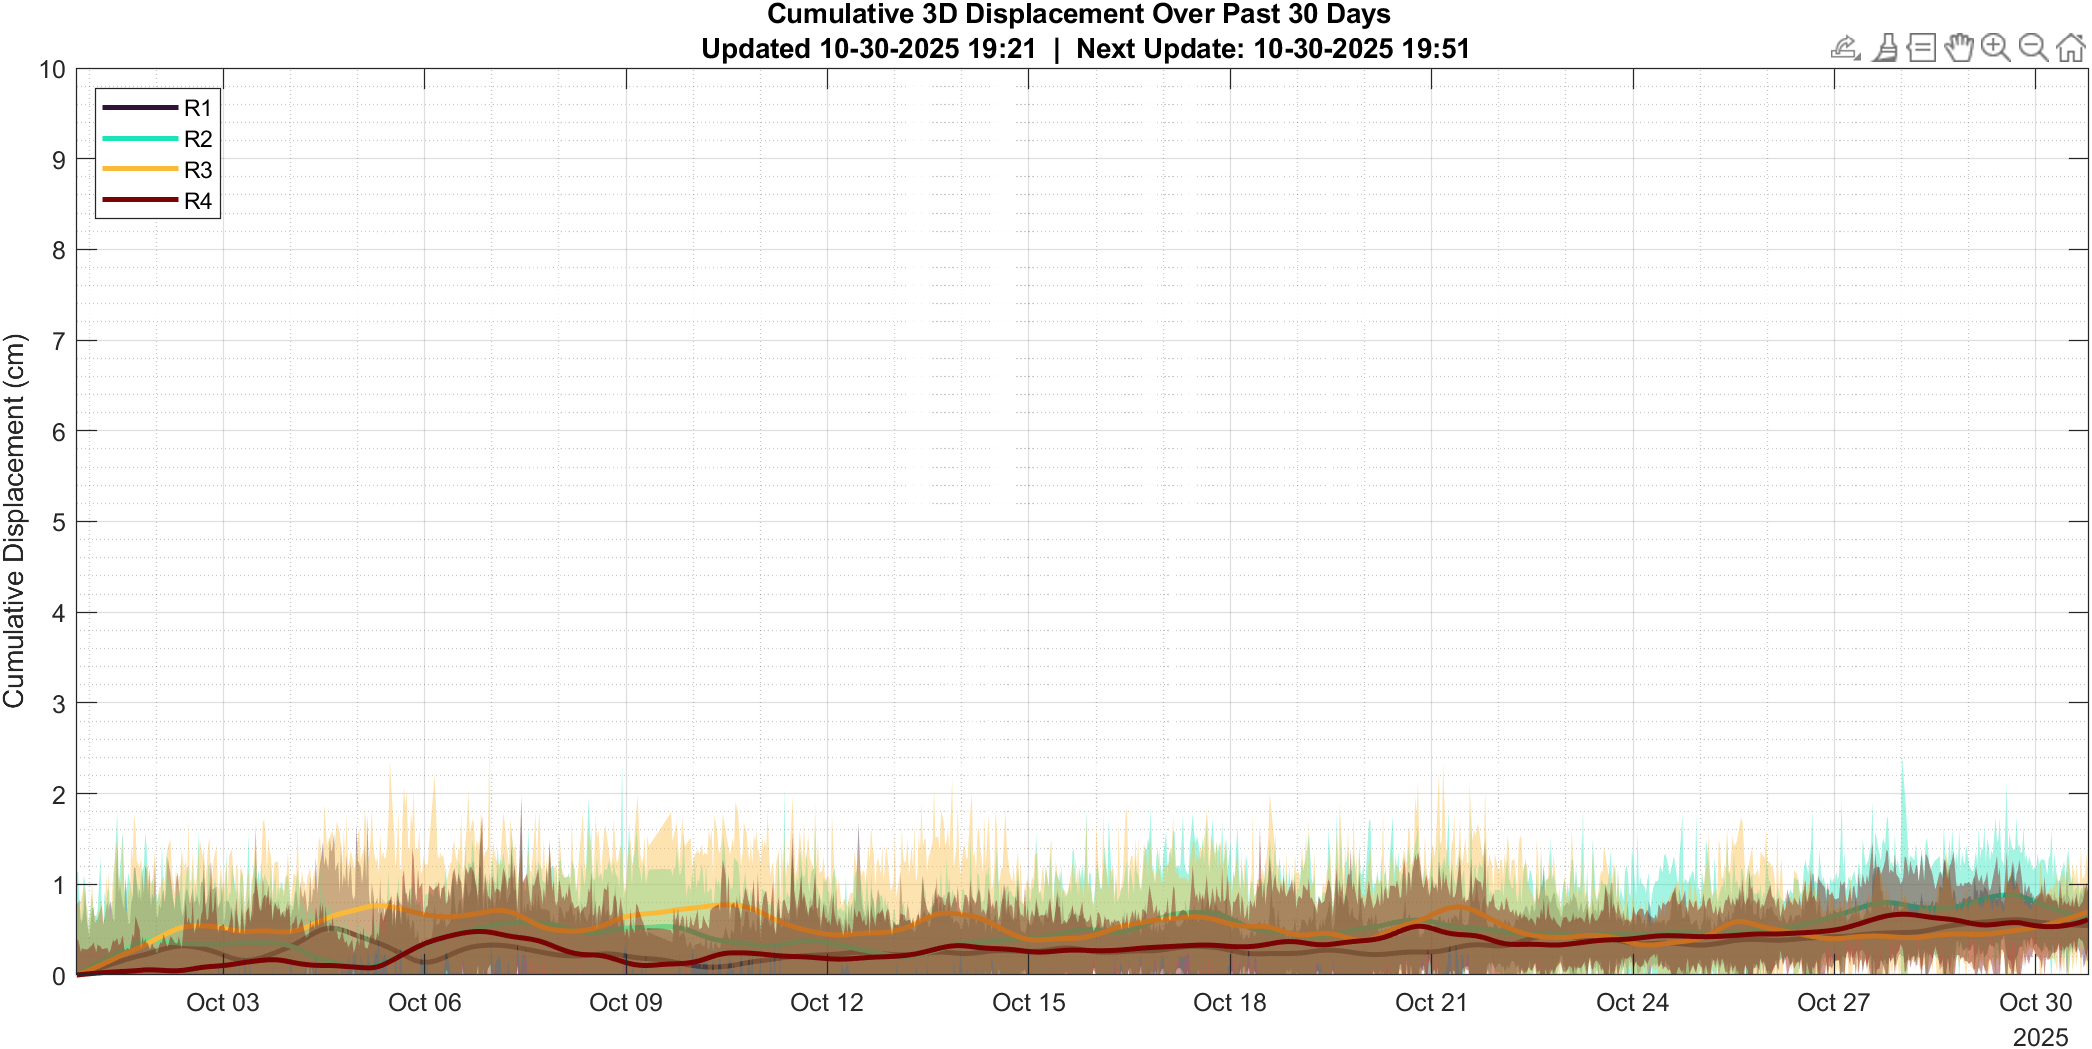 Cumulative 3D Displacement Over Past 30 Days
Updated 10-30-2025 19:21 | Next Update: 10-30-2025 19:51
10
9
8
7
6
5
4
3
2
1
0
Cumulative Displacement (cm)
R1
R2
R3
R4
Oct 03
Oct 06
Oct 09
Oct 12
Oct 15
Oct 18
Oct 21
Oct 24
Oct 27
Oct 30
2025